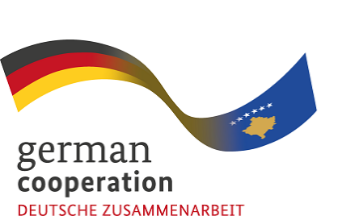 german
cooperation
DEUTSCHE ZUSAMMENARBEIT